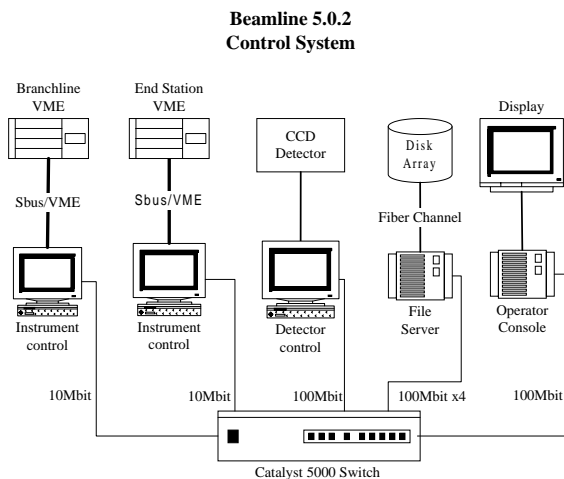 Beamline 5.0.2
Control System
Branchline
VME
End Station
VME
CCD
Detector
Disk
Array
Display
Sbus/VME
Sbus/VME
Fiber Channel
Instrument
control
Instrument
control
Detector
control
File
Server
Operator
Console
10Mbit
10Mbit
100Mbit
100Mbit x4
100Mbit
Catalyst 5000 Switch